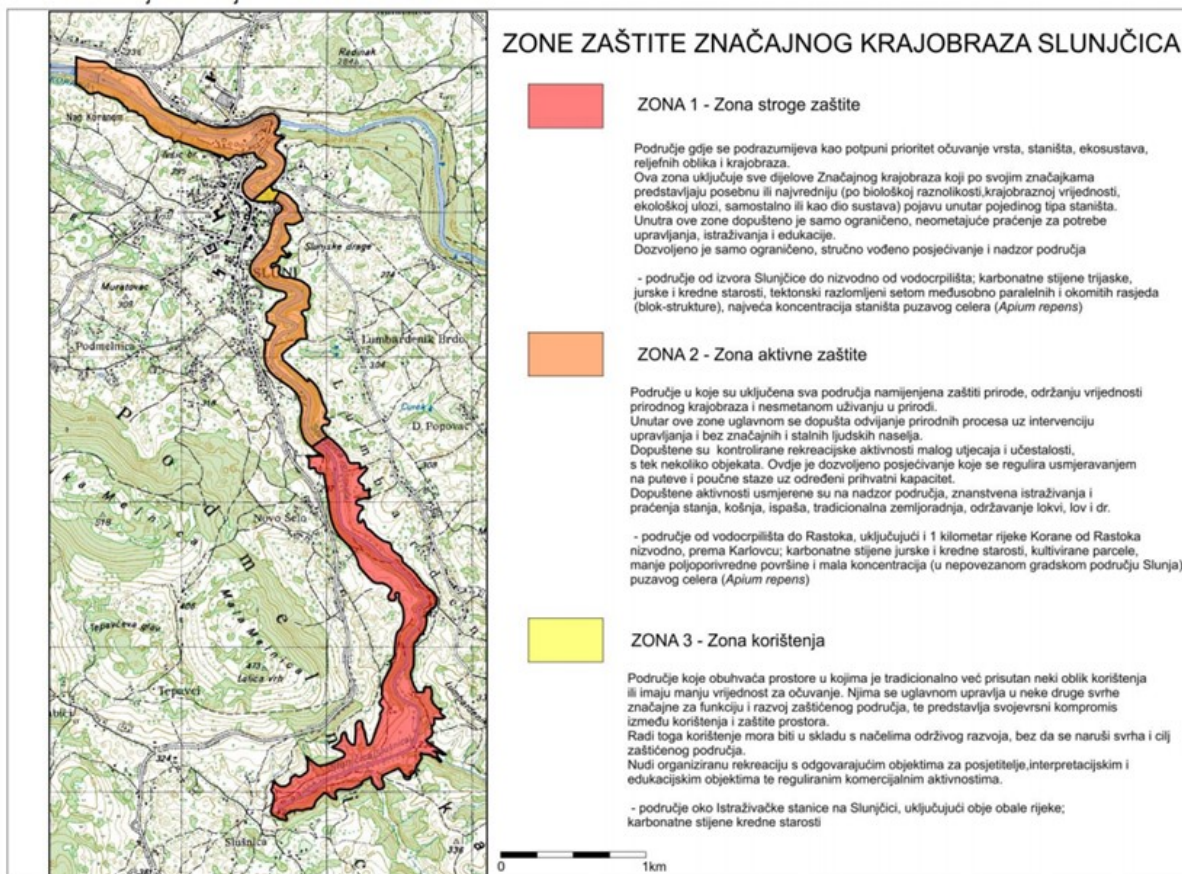 ZONE ZAŠTITE ZNAČAJNOG KRAJOBRAZA SLUNJČICA
ZONA 1 - Zona stroge zaštite
Područje gdje se podrazumijeva kao potpuni prioritet očuvanje vrsta, staništa, ekosustava,
reljefnih oblika i krajobraza.
Ova zona uključuje sve dijelove Značajnog krajobraza koji po svojim značajkama
predstavljaju posebnu ili najvredniju (po biološkoj raznolikosti,krajobraznoj vrijednosti,
ekološkoj ulozi, samostalno ili kao dio sustava) pojavu unutar pojedinog tipa staništa.
Unutra ove zone dopušteno je samo ograničeno, neometajuće praćenje za potrebe
upravljanja, istraživanja i edukacije.
Dozvoljeno je samo ograničeno, stručno vođeno posjećivanje i nadzor područja
- područje od izvora Slunjčice do nizvodno od vodocrpilišta; karbonatne stijene trijaske,
jurske i kredne starosti, tektonski razlomljeni setom međusobno paralelnih i okomitih rasjeda
(blok-strukture), najveća koncentracija staništa puzavog celera (Apium repens)
ZONA 2 - Zona aktivne zaštite
Područje u koje su uključena sva područja namijenjena zaštiti prirode, održanju vrijednosti
prirodnog krajobraza i nesmetanom uživanju u prirodi.
Unutar ove zone uglavnom se dopušta odvijanje prirodnih procesa uz intervenciju
upravljanja i bez značajnih i stalnih ljudskih naselja.
Dopuštene su kontrolirane rekreacijske aktivnosti malog utjecaja i učestalosti,
s tek nekoliko objekata. Ovdje je dozvoljeno posjećivanje koje se regulira usmjeravanjem
na puteve i poučne staze uz određeni prihvatni kapacitet.
Dopuštene aktivnosti usmjerene su na nadzor područja, znanstvena istraživanja i
praćenja stanja, košnja, ispaša, tradicionalna zemljoradnja, održavanje lokvi, lov i dr.
- područje od vodocrpilišta do Rastoka, uključujući i 1 kilometar rijeke Korane od Rastoka
nizvodno, prema Karlovcu; karbonatne stijene jurske i kredne starosti, kultivirane parcele,
manje poljoporivredne površine i mala koncentracija (u nepovezanom gradskom području Slunja)
puzavog celera (Apium repens)
ZONA 3 - Zona korištenja
Područje koje obuhvaća prostore u kojima je tradicionalno već prisutan neki oblik korištenja
ili imaju manju vrijednost za očuvanje. Njima se uglavnom upravlja u neke druge svrhe
značajne za funkciju i razvoj zaštićenog područja, te predstavlja svojevrsni kompromis
između korištenja i zaštite prostora.
Radi toga korištenje mora biti u skladu s načelima održivog razvoja, bez da se naruši svrha i cilj
zaštićenog područja.
Nudi organiziranu rekreaciju s odgovarajućim objektima za posjetitelje,interpretacijskim i
edukacijskim objektima te reguliranim komercijalnim aktivnostima.
- područje oko Istraživačke stanice na Slunjčici, uključujući obje obale rijeke;
karbonatne stijene kredne starosti
0 1km
Radinak
Nad Koranom
Slunjske drage
SLUNJ
Muratovac
Podmelnica
Lumbardenik Brdo
D. Popovac
Novo Selo
Mala Melnica
Tepavčeva glav
Lašća vrh
Tepavci
Slušnica